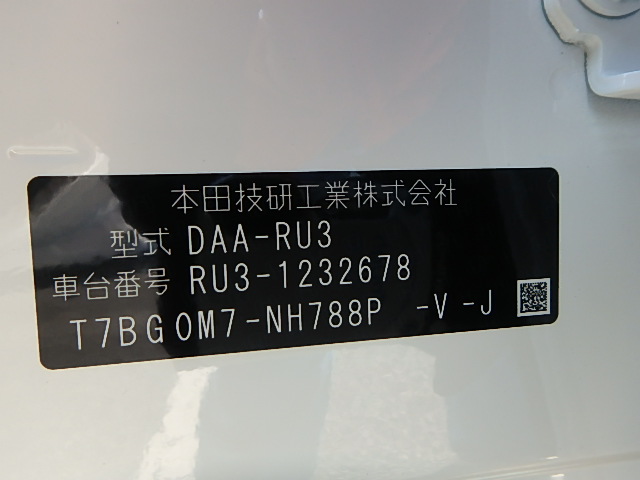 本田技研工業株式会社
型式 DAA-RU3
車台番号 RU3-1232678
T7BG0M7-NH788P -V-J